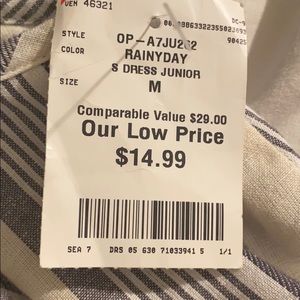 VEN 46321
STYLE OP-A7JU262
COLOR RAINYDAY
S DRESS JUNIOR
SIZE M
Comparable Value $29.00
Our Low Price
$14.99
SEA 7 DRS 05 630 71033941 5 1/1